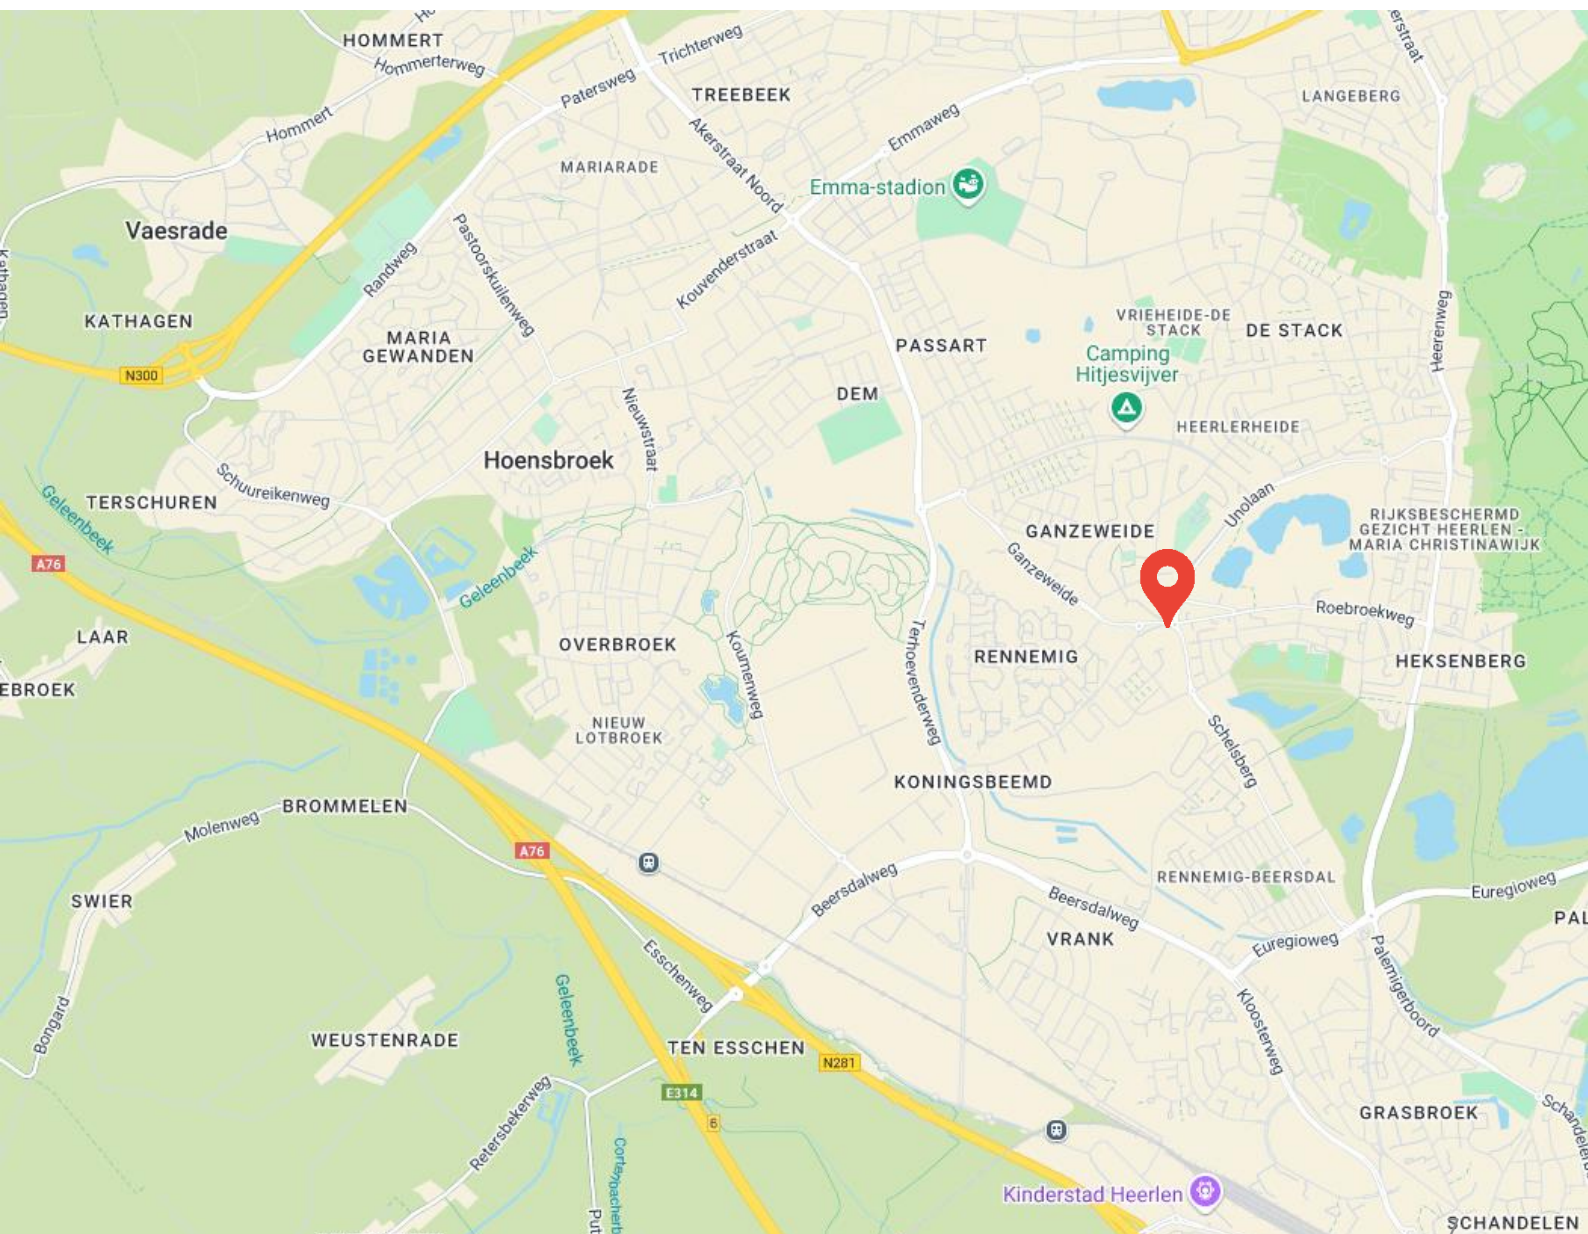 HOMMERT
Hommerterweg
Hommert
Patersweg
Trichterweg
TREEBEEK
Akerstraat Noord
Emmaweg
LANGEBERG
MARIARADE
Emma-stadion
Vaesrade
Pastoorskuilenweg
Randweg
Kouvenderstraat
KATHAGEN
MARIA
GEWANDEN
N300
PASSART
VRIEHEIDE-DE
STACK
DE STACK
Heerenweg
Camping
Hitjesvijver
DEM
Nieuwstraat
HEERLERHEIDE
Hoensbroek
Schuureikenweg
TERSCHUREN
Geleenbeek
Geleenbeek
A76
GANZEWEIDE
Ganzeweide
Unolaan
RIJKSBESCHERMD
GEZICHT HEERLEN -
MARIA CHRISTINAWIJK
Roebroekweg
LAAR
OVERBROEK
Koumenweg
Terhoevenderweg
RENNEMIG
HEKSENBERG
EBROEK
NIEUW
LOTBROEK
Schelsberg
KONINGSBEEMD
BROMMELEN
Molenweg
A76
SWIER
Beersdalweg
Beersdalweg
RENNEMIG-BEERSDAL
Euregioweg
PAL
VRANK
Euregioweg
Esschenweg
Palemigerboord
Geleenbeek
Bongard
WEUSTENRADE
TEN ESSCHEN
N281
Kloosterweg
E314
6
Retersbekerweg
GRASBROEK
Put
Kinderstad Heerlen
SCHANDELEN